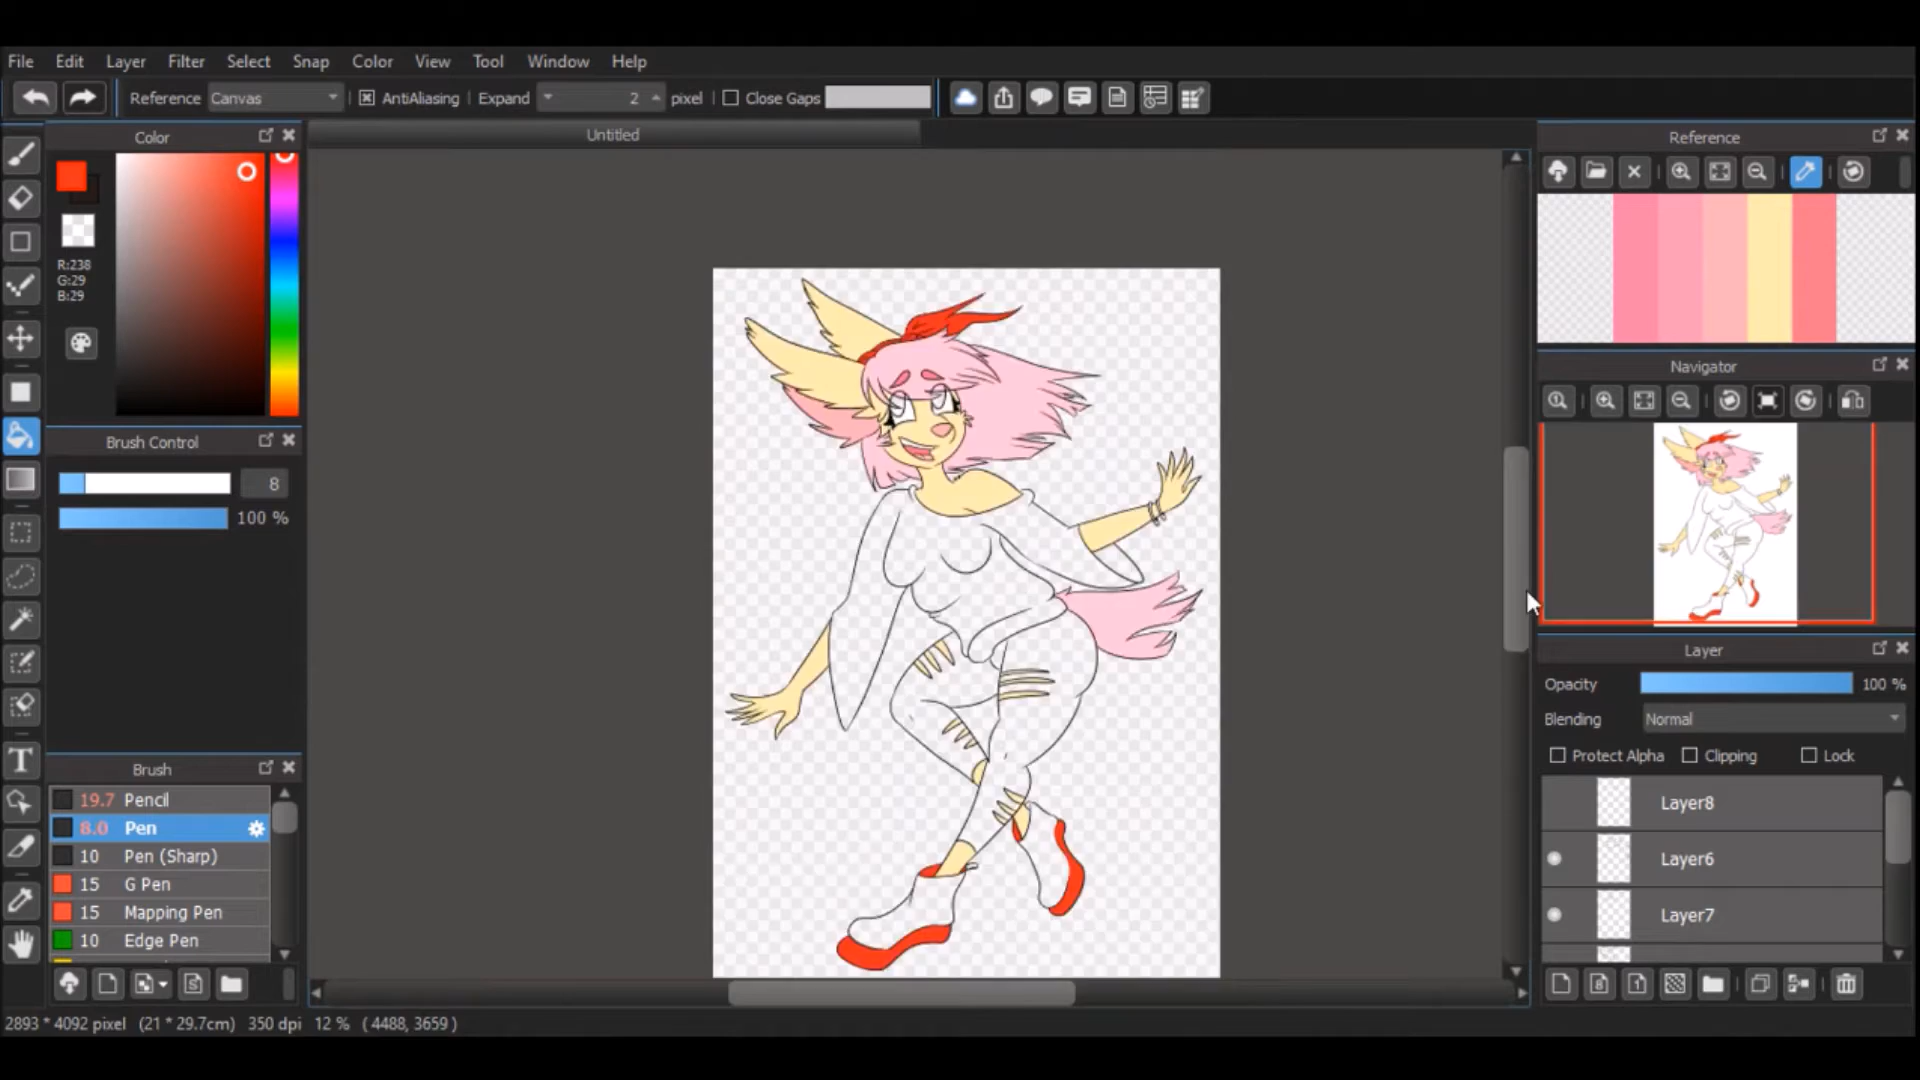 File Edit Layer Filter Select Snap Color View Tool Window Help
Reference Canvas AntiAliasing Expand 2 pixel Close Gaps
Untitled
Color
R:238
G:29
B:29
Brush Control
8
100 %
Brush
19.7 Pencil
8.0 Pen
10 Pen (Sharp)
15 G Pen
15 Mapping Pen
10 Edge Pen
Reference
Navigator
Layer
Opacity 100 %
Blending Normal
Protect Alpha Clipping Lock
Layer8
Layer6
Layer7
2893 * 4092 pixel (21 * 29.7cm) 350 dpi 12 % ( 4488, 3659 )